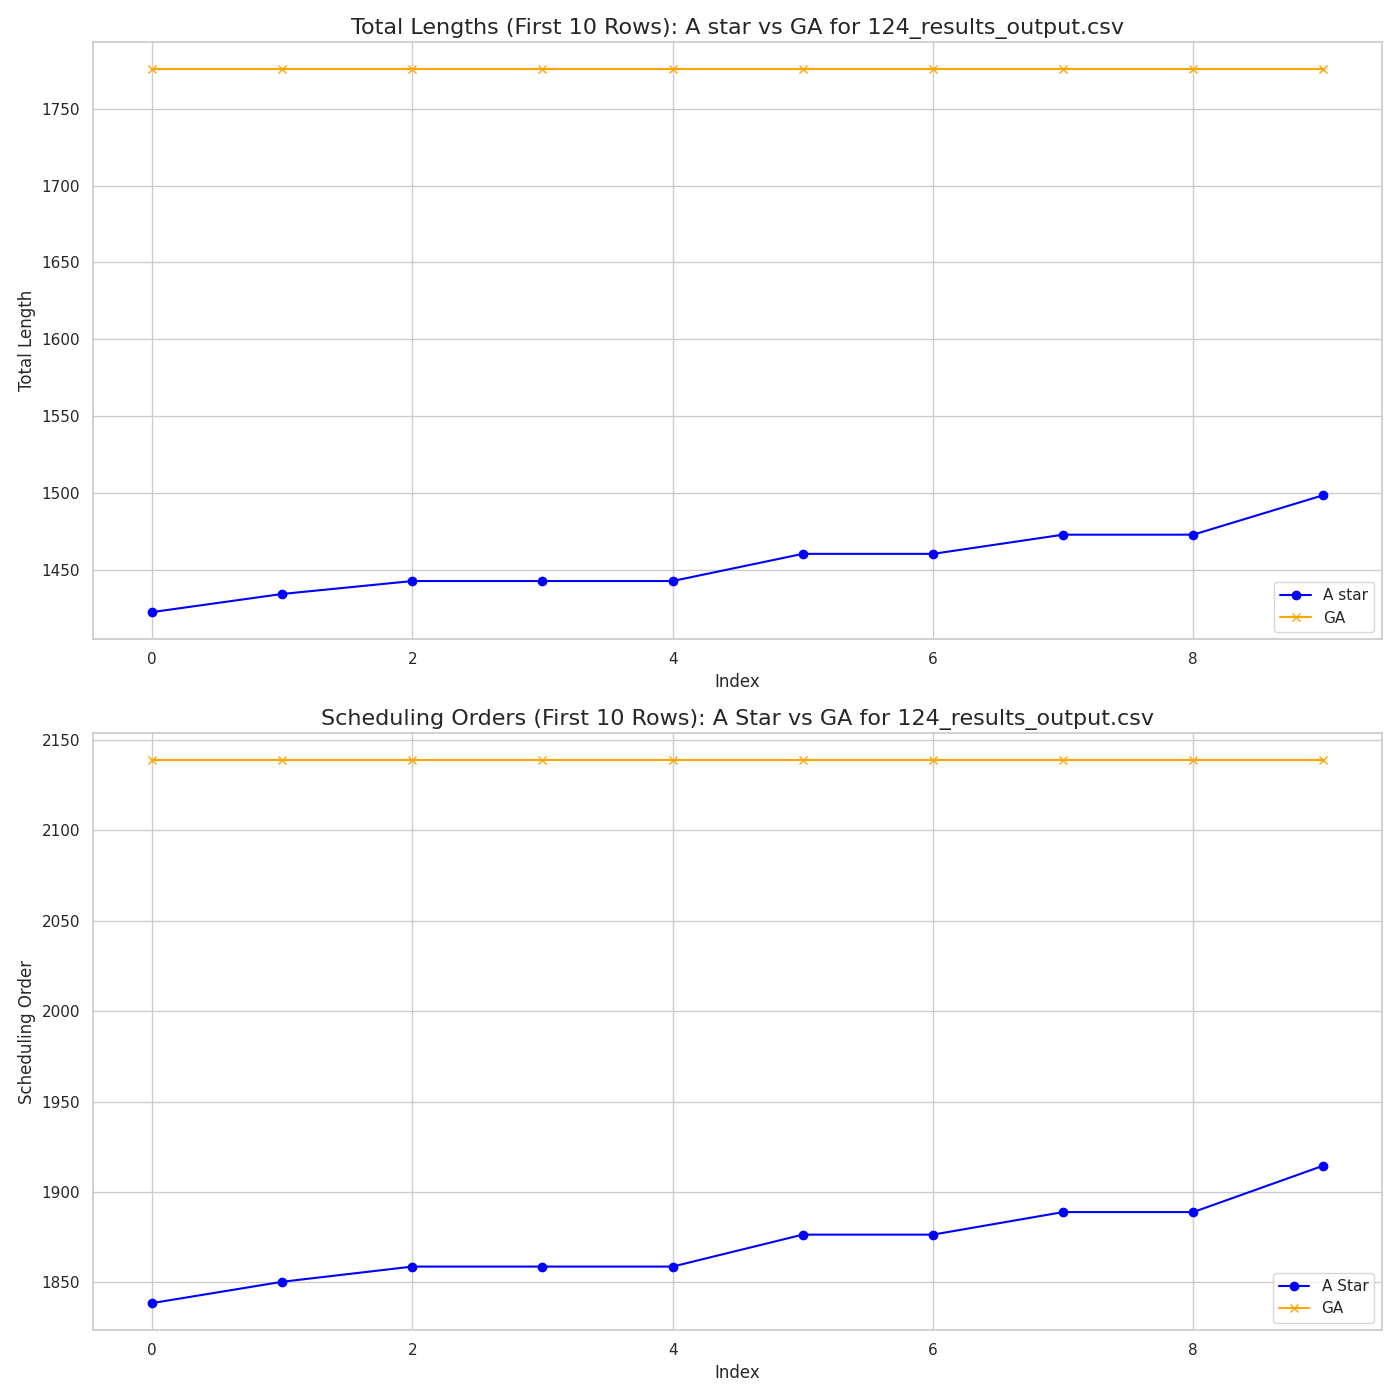 Total Lengths (First 10 Rows): A star vs GA for 124_results_output.csv
Total Length
1750
1700
1650
1600
1550
1500
1450
A star
GA
0 2 4 6 8
Index
Scheduling Orders (First 10 Rows): A Star vs GA for 124_results_output.csv
Scheduling Order
2150
2100
2050
2000
1950
1900
1850
A Star
GA
0 2 4 6 8
Index